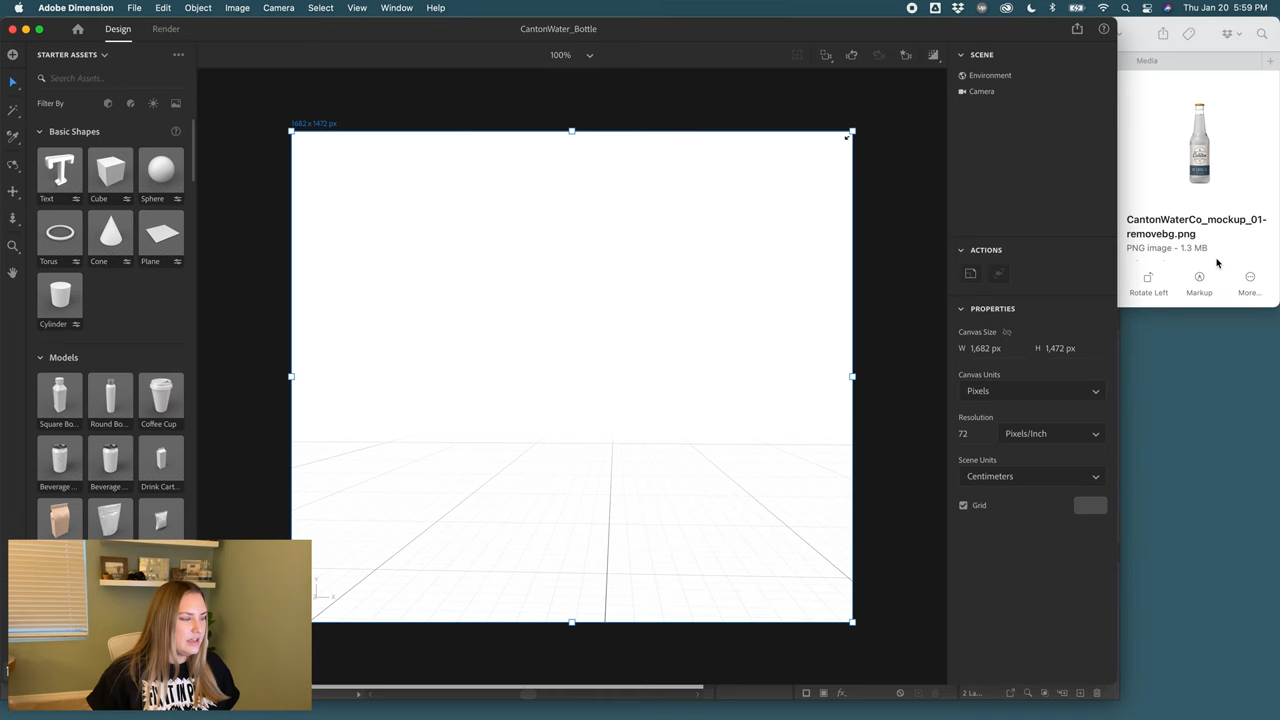 Adobe Dimension File Edit Object Image Camera Select View Window Help Thu Jan 20 5:59 PM
Design Render CantonWater_Bottle
STARTER ASSETS
100%
SCENE
Media
Search Assets...
Environment
Camera
Filter By
Basic Shapes
1682 x 1472 px
Text Cube Sphere
Torus Cone Plane
Cylinder
CantonWaterCo_mockup_01-
removebg.png
PNG image - 1.3 MB
Rotate Left Markup More...
ACTIONS
PROPERTIES
Canvas Size
W 1,682 px H 1,472 px
Models
Canvas Units
Pixels
Square Bo... Round Bo... Coffee Cup
Resolution
72 Pixels/Inch
Scene Units
Centimeters
Beverage ... Beverage ... Drink Cart...
Grid
Y
X
2 La...